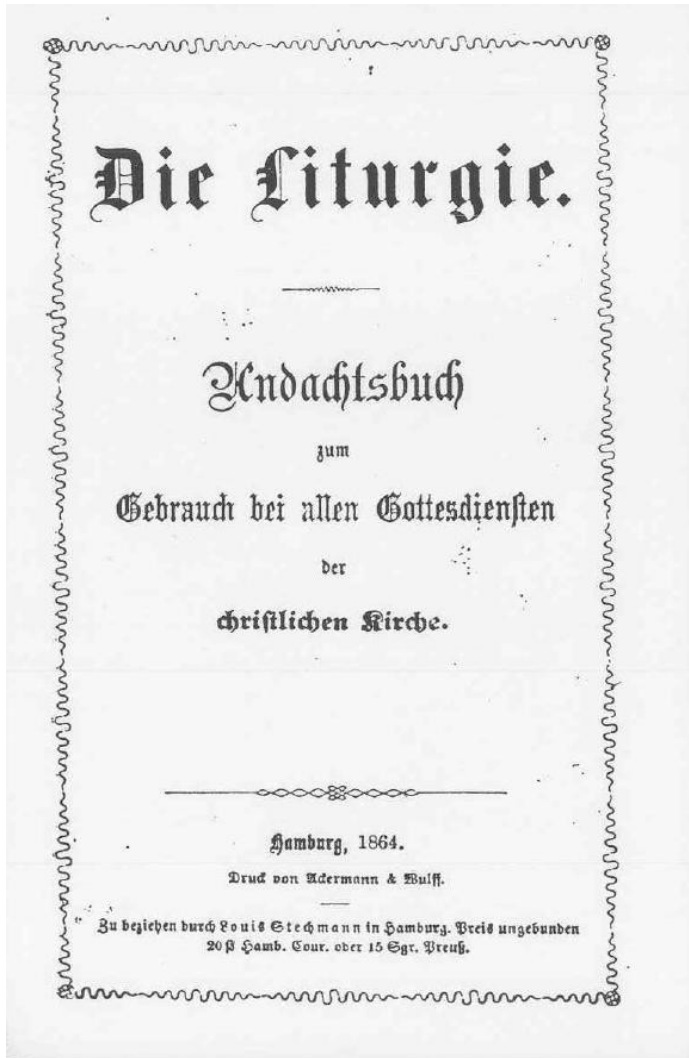 Die Liturgie.
Andachtsbuch
zum
Gebrauch bei allen Gottesdiensten
der
christlichen Kirche.
Hamburg, 1864.
Druck von Ackermann & Wulff.
Zu beziehen durch Louis Stechmann in Hamburg. Preis ungebunden
20 ß Hamb. Cour. oder 15 Sgr. Preuß.